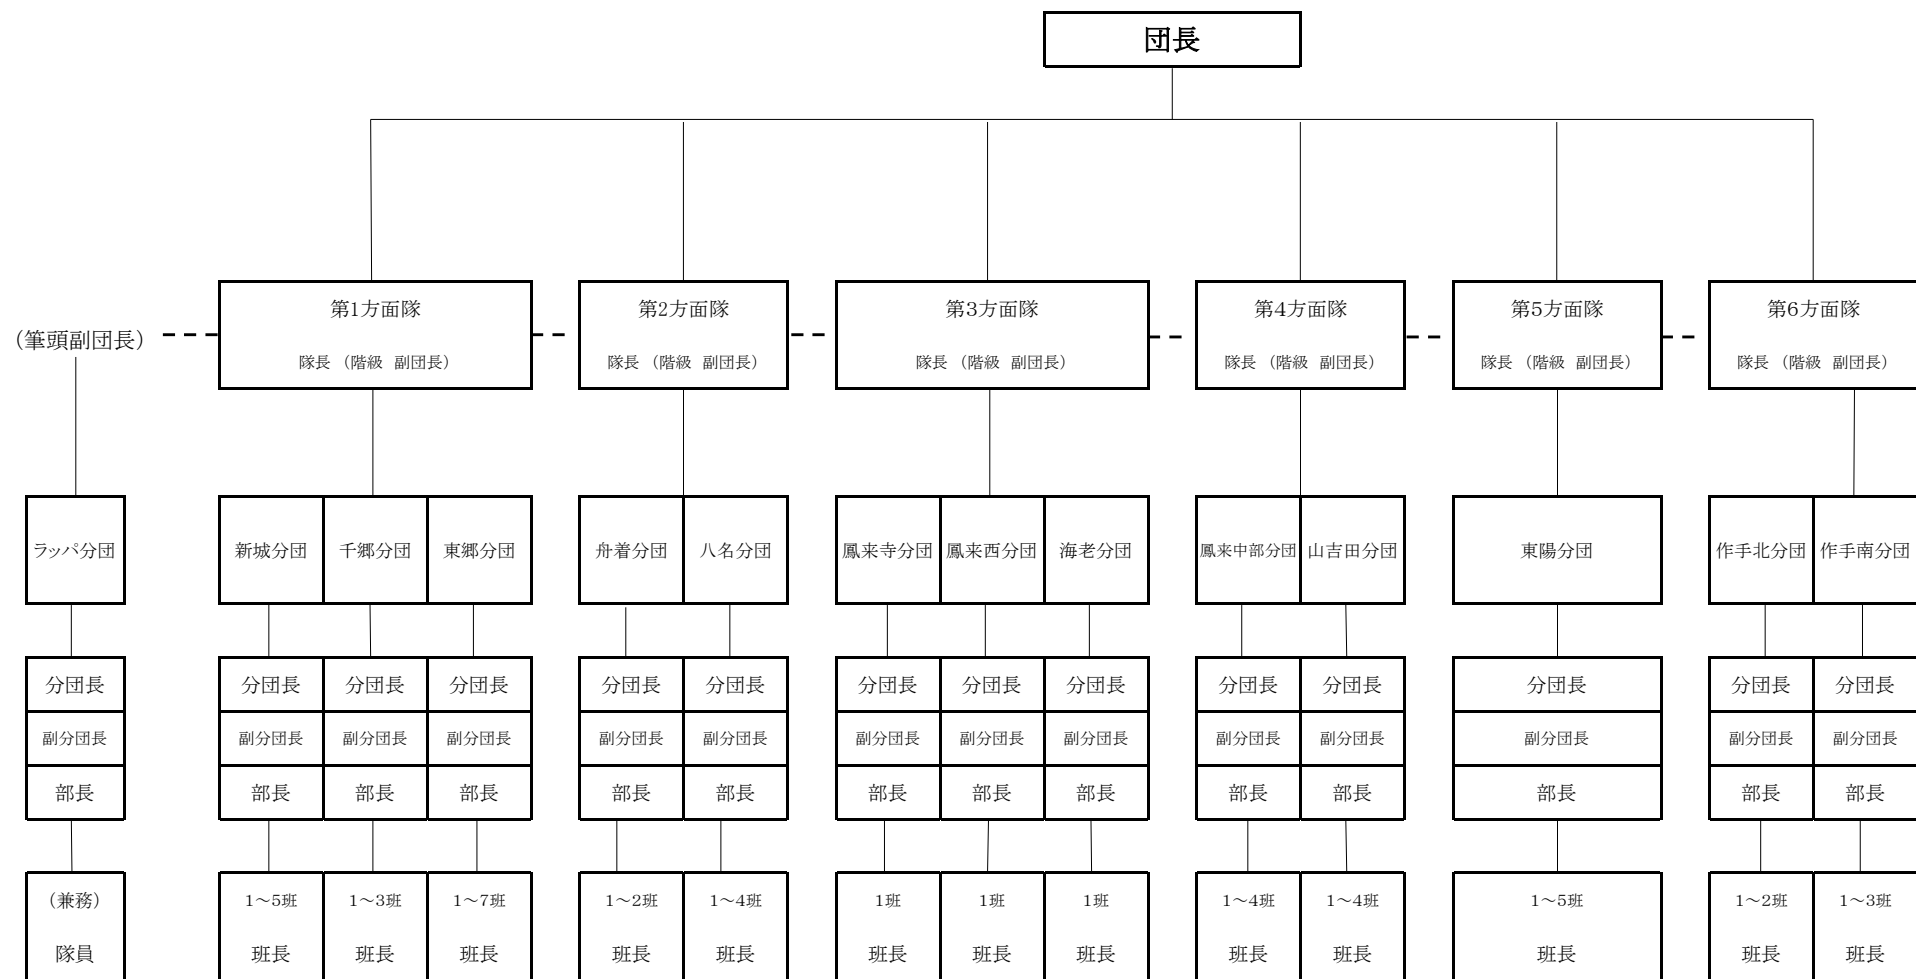 団長
第1方面隊
隊長（階級 副団長）
第2方面隊
隊長（階級 副団長）
第3方面隊
隊長（階級 副団長）
第4方面隊
隊長（階級 副団長）
第5方面隊
隊長（階級 副団長）
第6方面隊
隊長（階級 副団長）
（筆頭副団長）
ラッパ分団
新城分団
千郷分団
東郷分団
舟着分団
八名分団
鳳来寺分団
鳳来西分団
海老分団
鳳来中部分団
山吉田分団
東陽分団
作手北分団
作手南分団
分団長
分団長
分団長
分団長
分団長
分団長
分団長
分団長
分団長
分団長
分団長
分団長
分団長
分団長
副分団長
副分団長
副分団長
副分団長
副分団長
副分団長
副分団長
副分団長
副分団長
副分団長
副分団長
副分団長
副分団長
副分団長
部長
部長
部長
部長
部長
部長
部長
部長
部長
部長
部長
部長
部長
部長
（兼務）
隊員
1～5班
班長
1～3班
班長
1～7班
班長
1～2班
班長
1～4班
班長
1班
班長
1班
班長
1班
班長
1～4班
班長
1～4班
班長
1～5班
班長
1～2班
班長
1～3班
班長